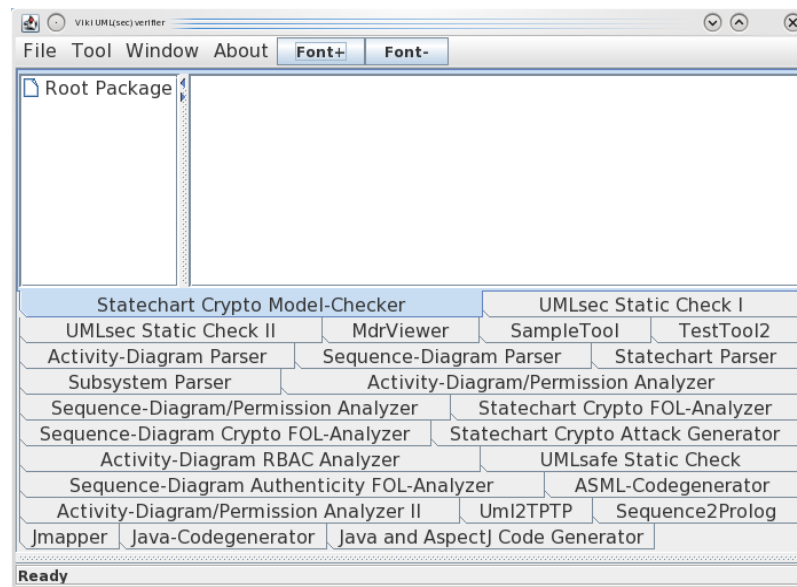 Viki UML(sec) verifier
File Tool Window About Font+ Font-
Root Package
Statechart Crypto Model-Checker UMLsec Static Check I
UMLsec Static Check II MdrViewer SampleTool TestTool2
Activity-Diagram Parser Sequence-Diagram Parser Statechart Parser
Subsystem Parser Activity-Diagram/Permission Analyzer
Sequence-Diagram/Permission Analyzer Statechart Crypto FOL-Analyzer
Sequence-Diagram Crypto FOL-Analyzer Statechart Crypto Attack Generator
Activity-Diagram RBAC Analyzer UMLsafe Static Check
Sequence-Diagram Authenticity FOL-Analyzer ASML-Codegenerator
Activity-Diagram/Permission Analyzer II Uml2TPTP Sequence2Prolog
Jmapper Java-Codegenerator Java and AspectJ Code Generator
Ready